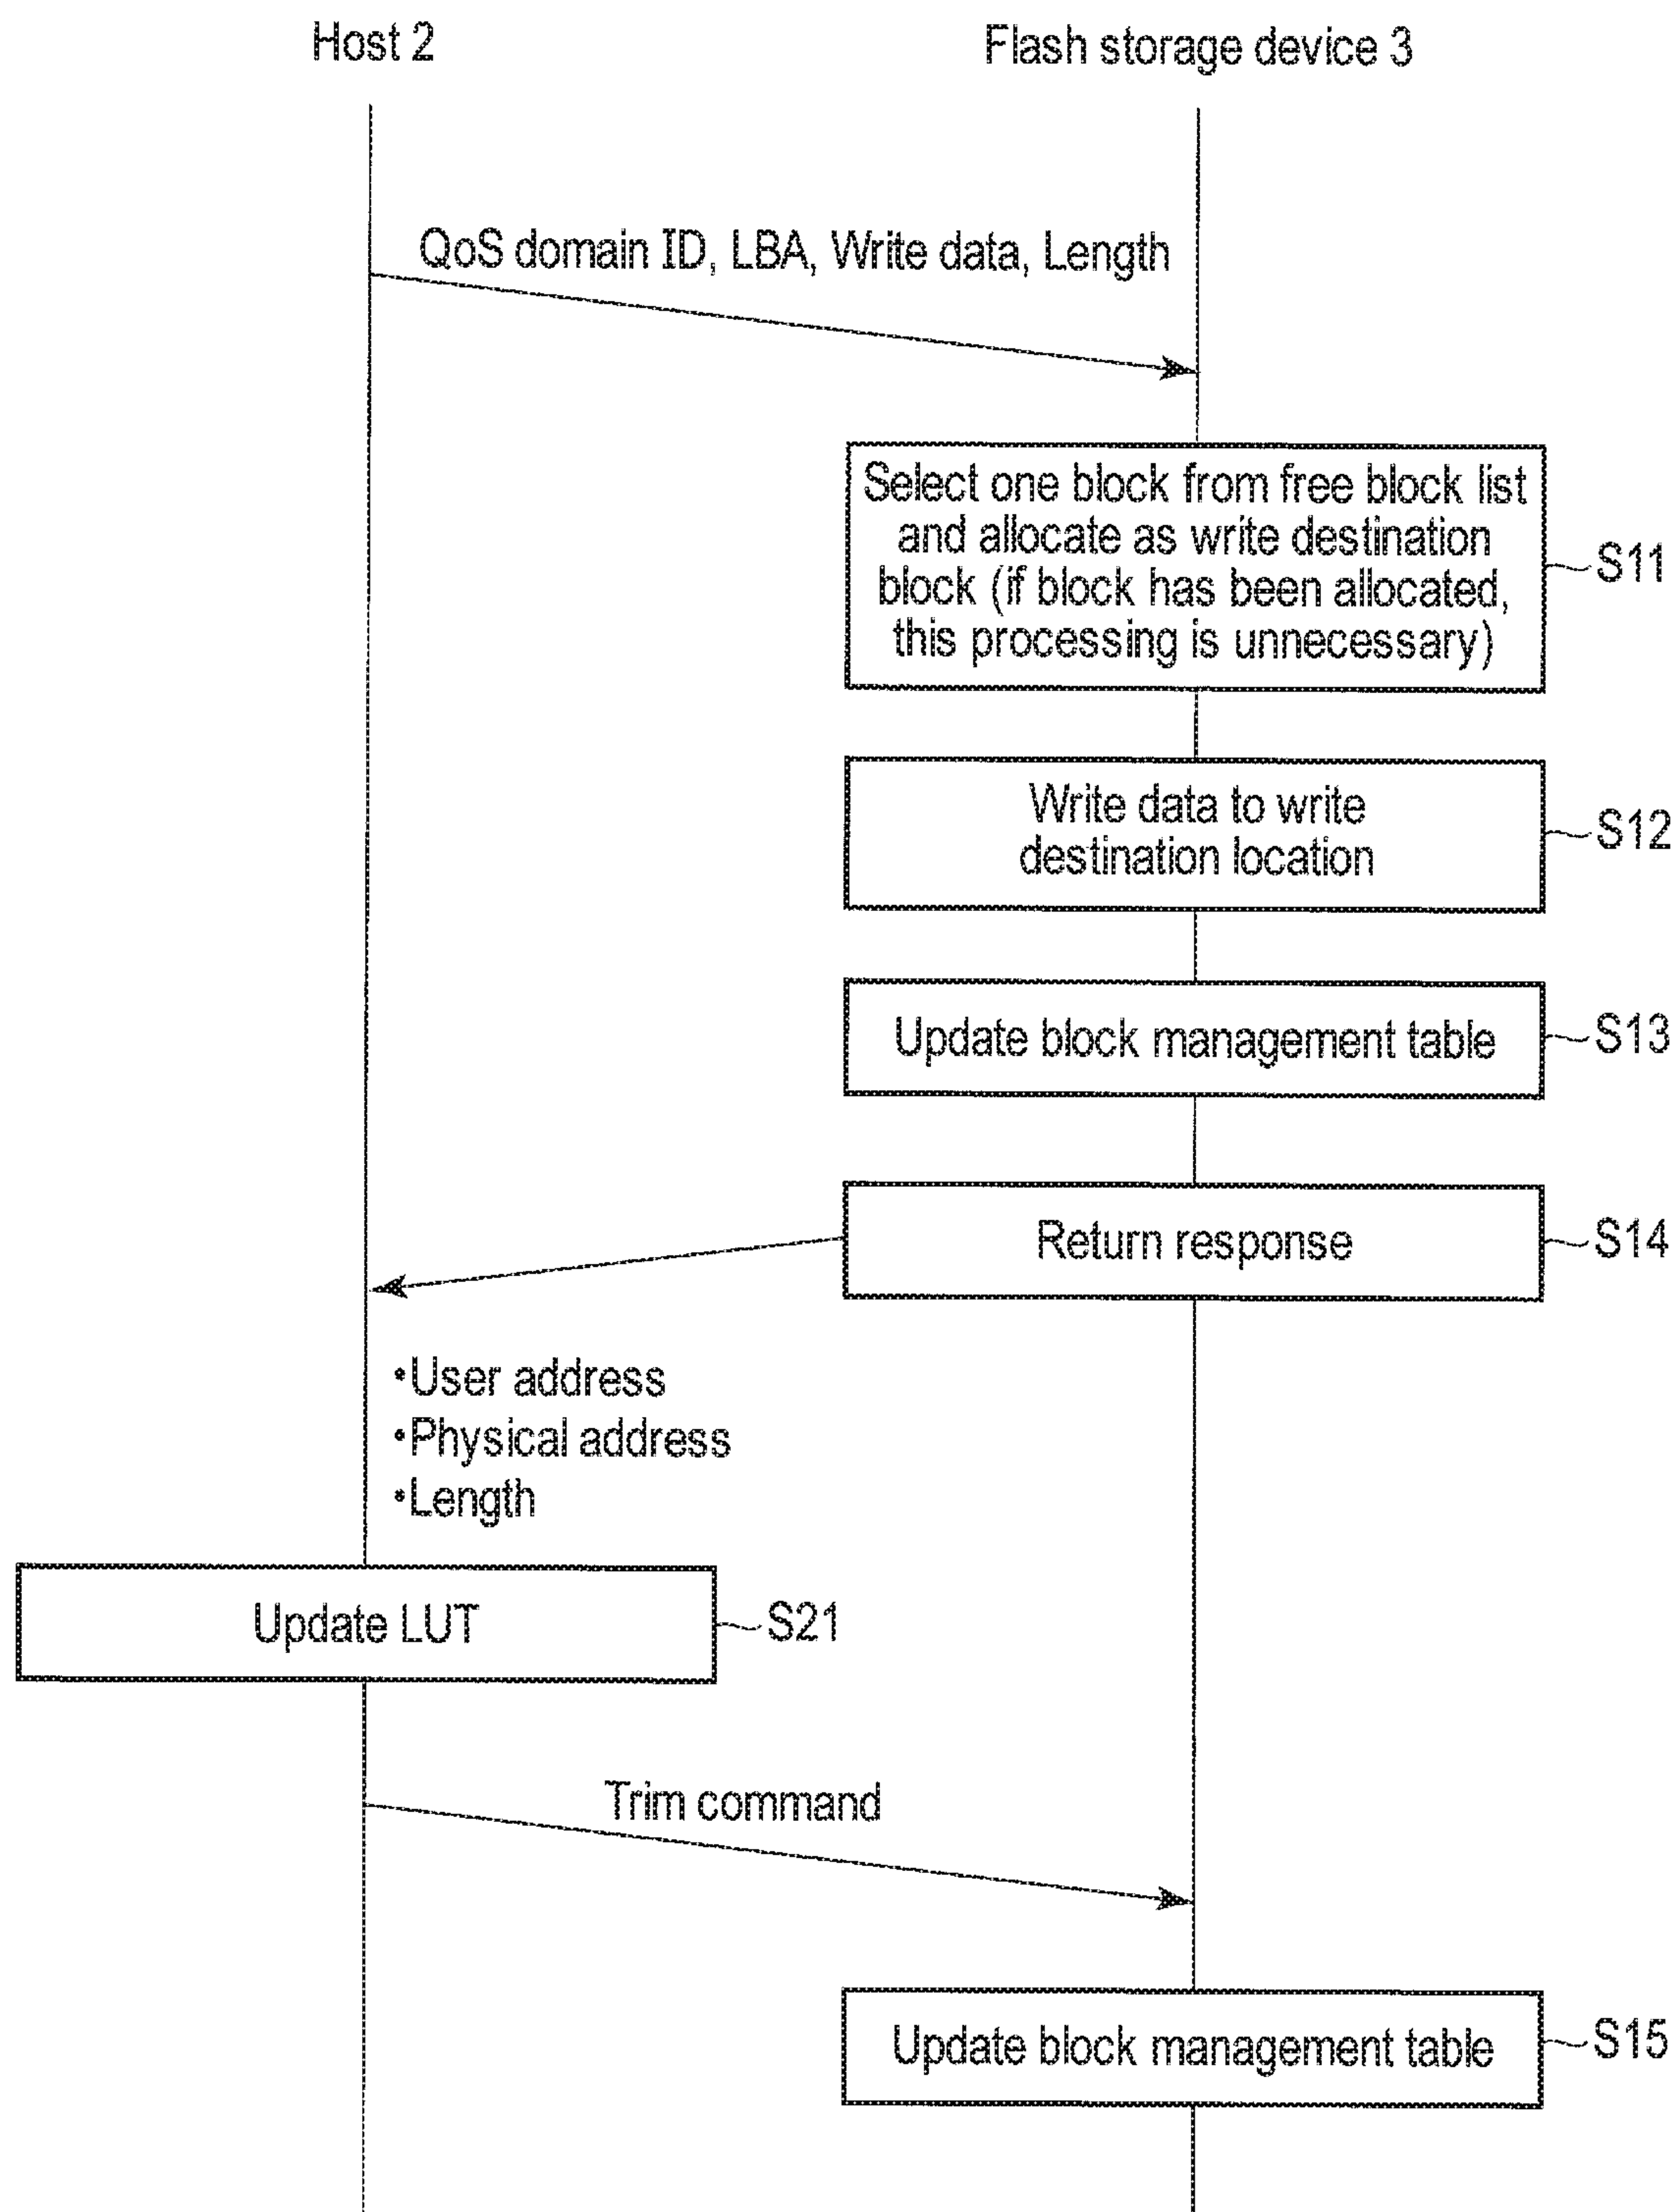 Host 2
Flash storage device 3
QoS domain ID, LBA, Write data, Length
Select one block from free block list
and allocate as write destination
block (if block has been allocated,
this processing is unnecessary)
S11
Write data to write
destination location
S12
Update block management table
S13
Return response
S14
•User address
•Physical address
•Length
Update LUT
S21
Trim command
Update block management table
S15